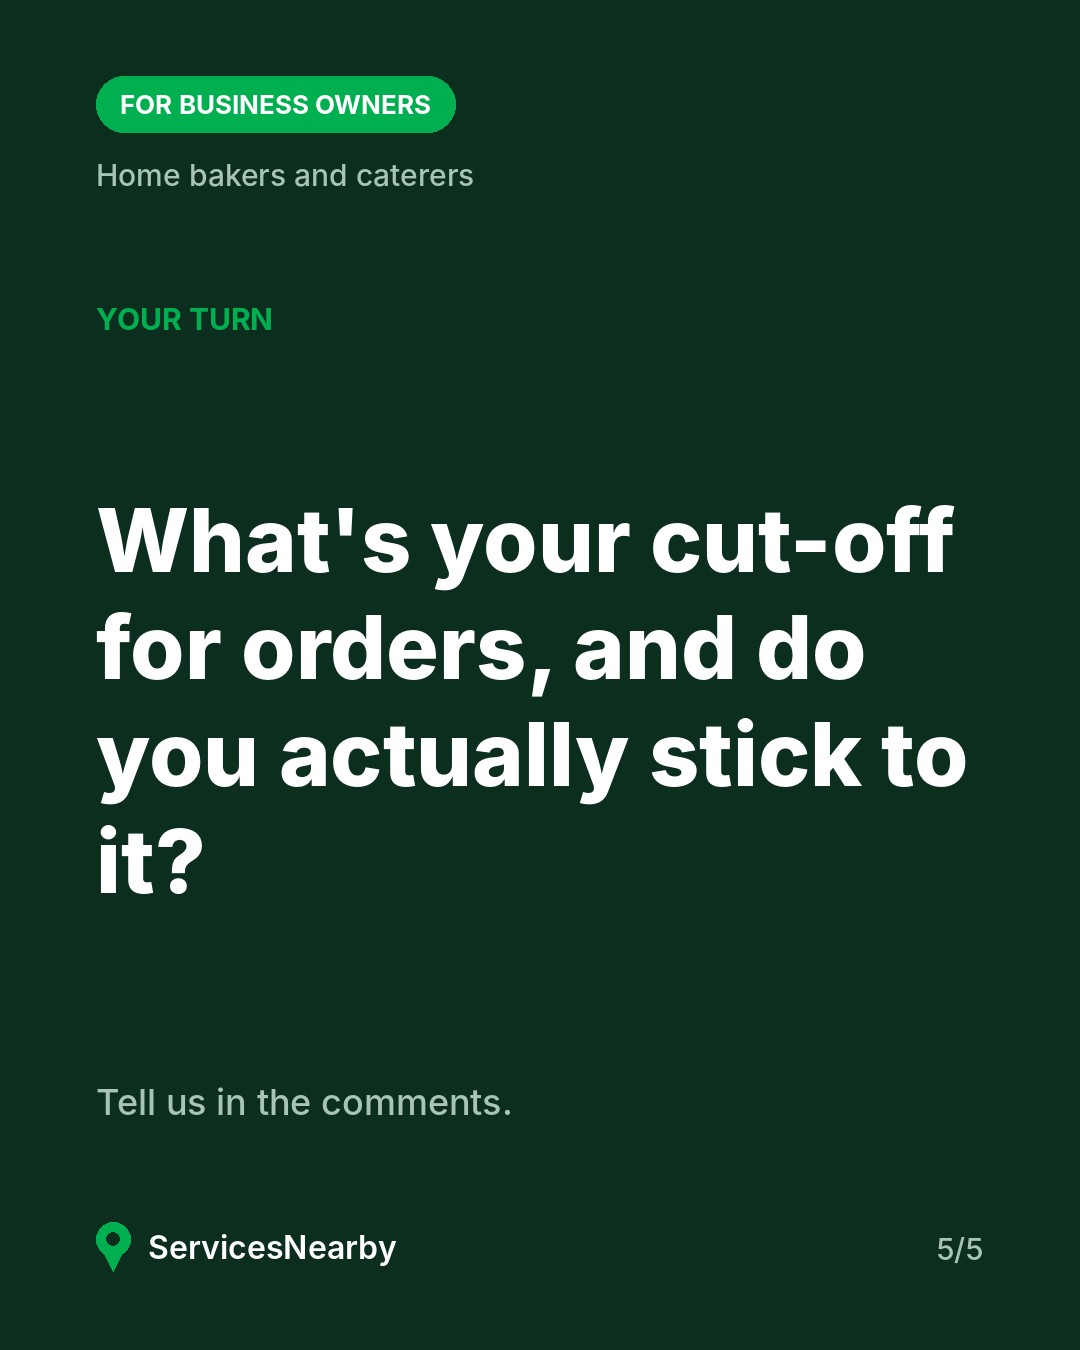 FOR BUSINESS OWNERS
Home bakers and caterers
YOUR TURN
What's your cut-off
for orders, and do
you actually stick to
it?
Tell us in the comments.
ServicesNearby
5/5